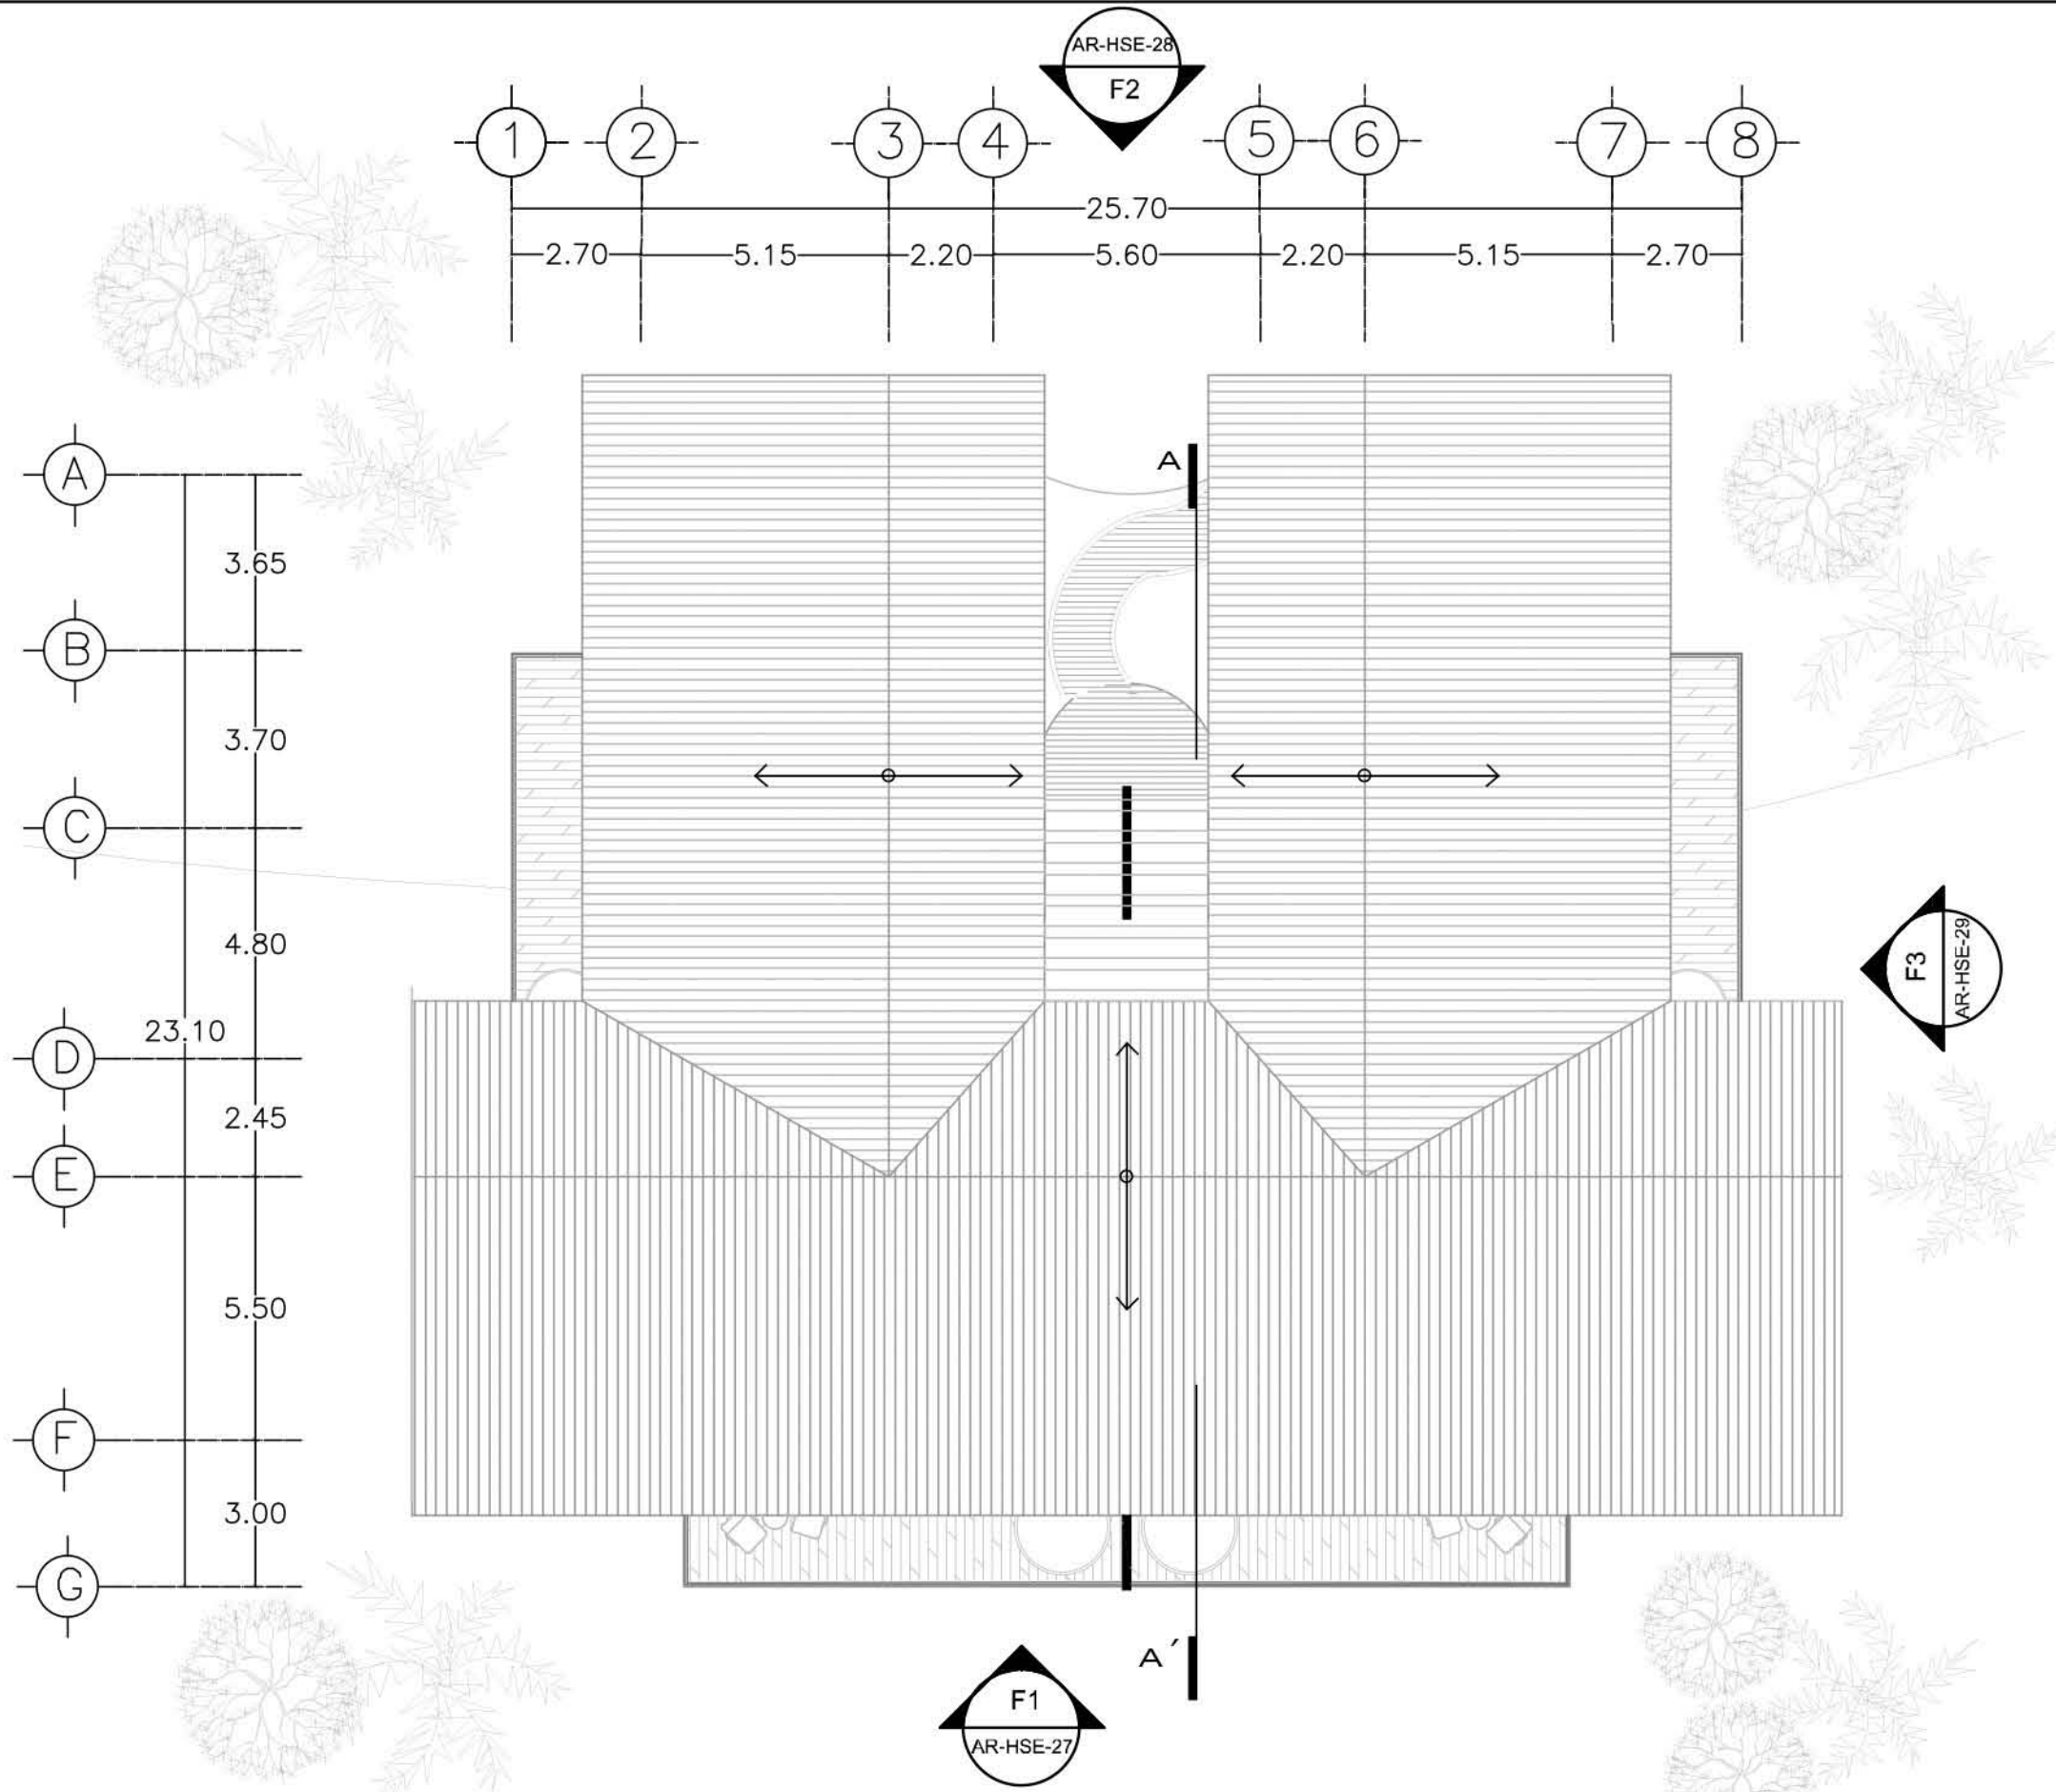 AR-HSE-28
F2
1 2 3 4 5 6 7 8
25.70
2.70 5.15 2.20 5.60 2.20 5.15 2.70
A
A
3.65
B
3.70
C
4.80
F3
AR-HSE-29
23.10
D
2.45
E
5.50
F
3.00
G
A´
F1
AR-HSE-27